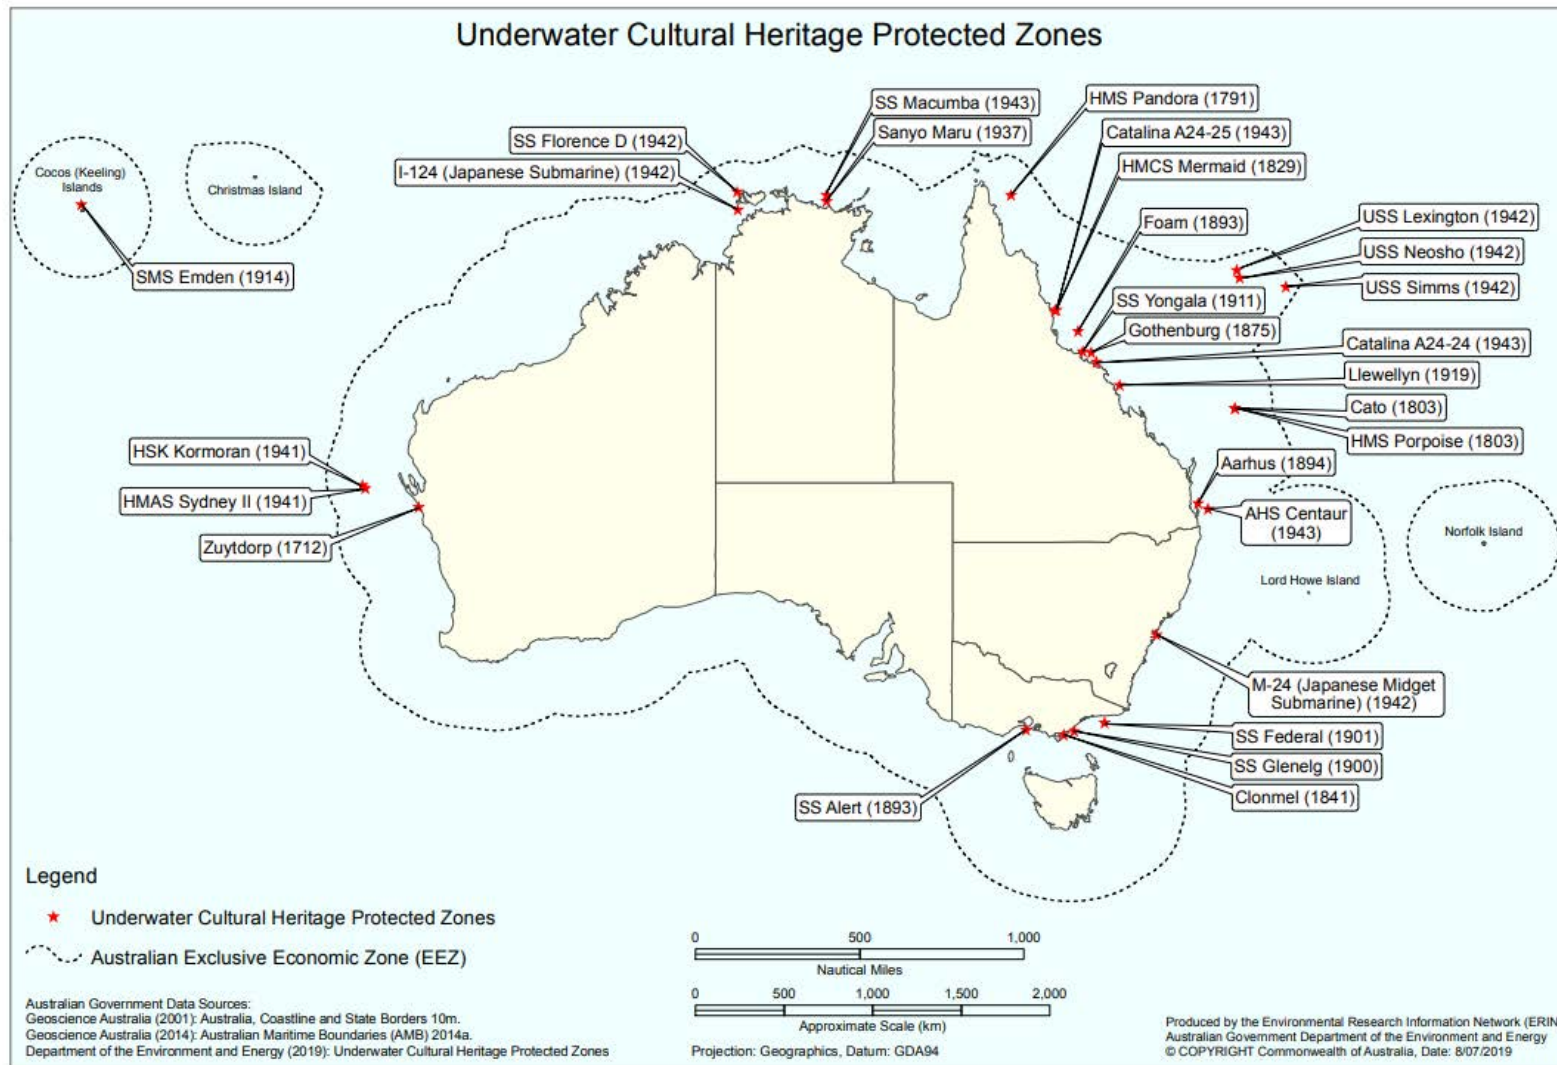 Underwater Cultural Heritage Protected Zones
SS Macumba (1943)
HMS Pandora (1791)
SS Florence D (1942)
Sanyo Maru (1937)
Catalina A24-25 (1943)
I-124 (Japanese Submarine) (1942)
HMCS Mermaid (1829)
Cocos (Keeling)
Islands
Christmas Island
SMS Emden (1914)
Foam (1893)
USS Lexington (1942)
USS Neosho (1942)
USS Simms (1942)
SS Yongala (1911)
Gothenburg (1875)
Catalina A24-24 (1943)
Llewellyn (1919)
Cato (1803)
HMS Porpoise (1803)
HSK Kormoran (1941)
HMAS Sydney II (1941)
Zuytdorp (1712)
Aarhus (1894)
AHS Centaur
(1943)
Norfolk Island
Lord Howe Island
M-24 (Japanese Midget
Submarine) (1942)
SS Federal (1901)
SS Glenelg (1900)
Clonmel (1841)
SS Alert (1893)
Legend
Underwater Cultural Heritage Protected Zones
Australian Exclusive Economic Zone (EEZ)
0 500 1,000
Nautical Miles
0 500 1,000 1,500 2,000
Approximate Scale (km)
Projection: Geographics, Datum: GDA94
Australian Government Data Sources:
Geoscience Australia (2001): Australia, Coastline and State Borders 10m.
Geoscience Australia (2014): Australian Maritime Boundaries (AMB) 2014a.
Department of the Environment and Energy (2019): Underwater Cultural Heritage Protected Zones
Produced by the Environmental Research Information Network (ERIN
Australian Government Department of the Environment and Energy
© COPYRIGHT Commonwealth of Australia, Date: 8/07/2019